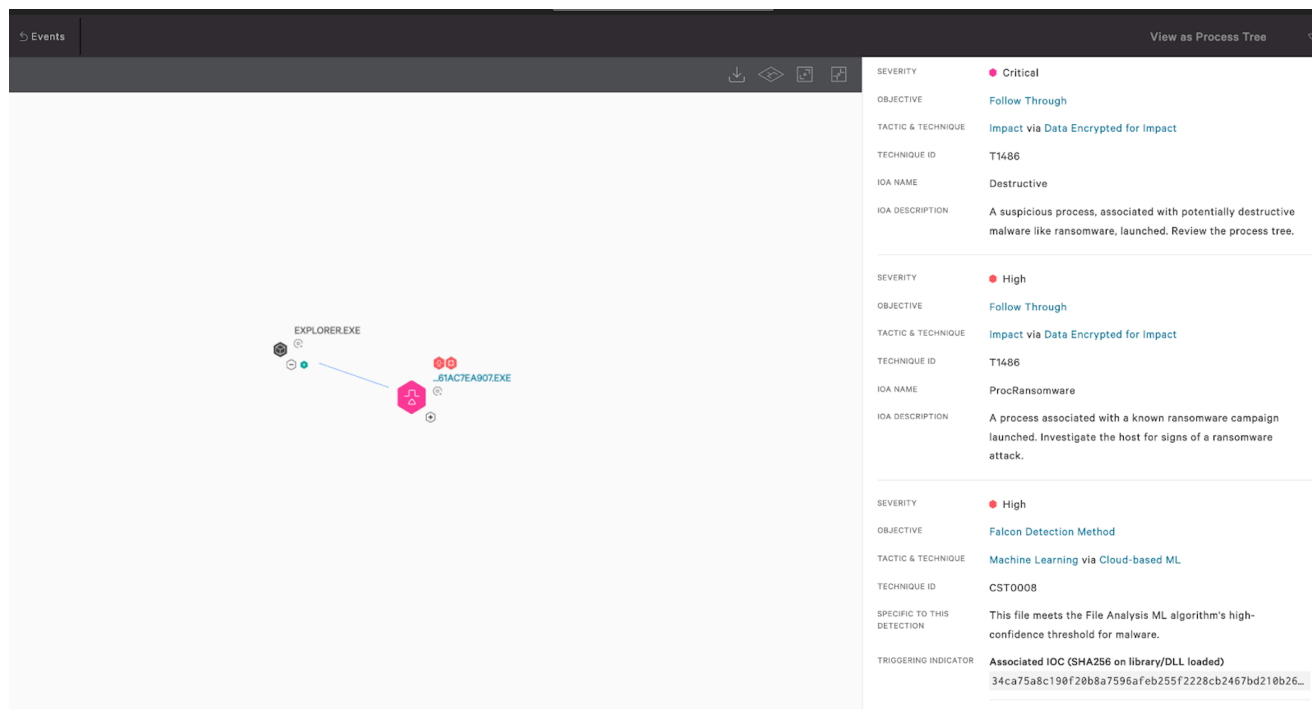 Events
View as Process Tree
EXPLORER.EXE
...61AC7EA907.EXE
SEVERITY Critical
OBJECTIVE Follow Through
TACTIC & TECHNIQUE Impact via Data Encrypted for Impact
TECHNIQUE ID T1486
IOA NAME Destructive
IOA DESCRIPTION A suspicious process, associated with potentially destructive
malware like ransomware, launched. Review the process tree.
SEVERITY High
OBJECTIVE Follow Through
TACTIC & TECHNIQUE Impact via Data Encrypted for Impact
TECHNIQUE ID T1486
IOA NAME ProcRansomware
IOA DESCRIPTION A process associated with a known ransomware campaign
launched. Investigate the host for signs of a ransomware
attack.
SEVERITY High
OBJECTIVE Falcon Detection Method
TACTIC & TECHNIQUE Machine Learning via Cloud-based ML
TECHNIQUE ID CST0008
SPECIFIC TO THIS
DETECTION
This file meets the File Analysis ML algorithm's high-
confidence threshold for malware.
TRIGGERING INDICATOR Associated IOC (SHA256 on library/DLL loaded)
34ca75a8c190f20b8a7596afeb255f2228cb2467bd210b26...